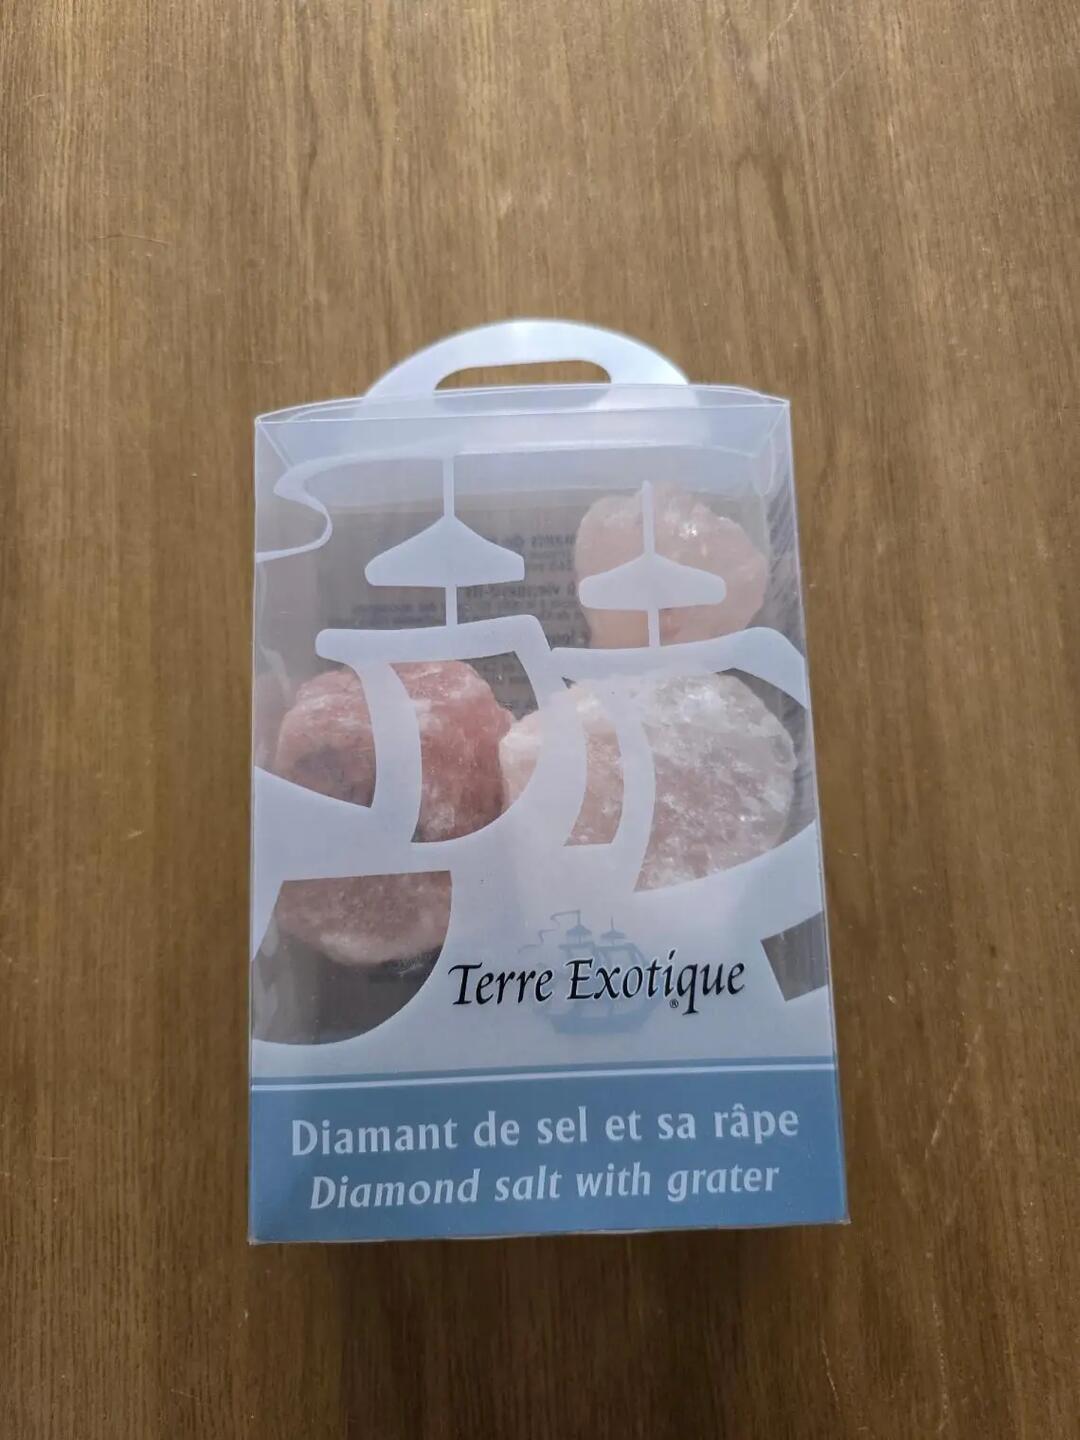 Terre Exotique
®
Diamant de sel et sa râpe
Diamond salt with grater